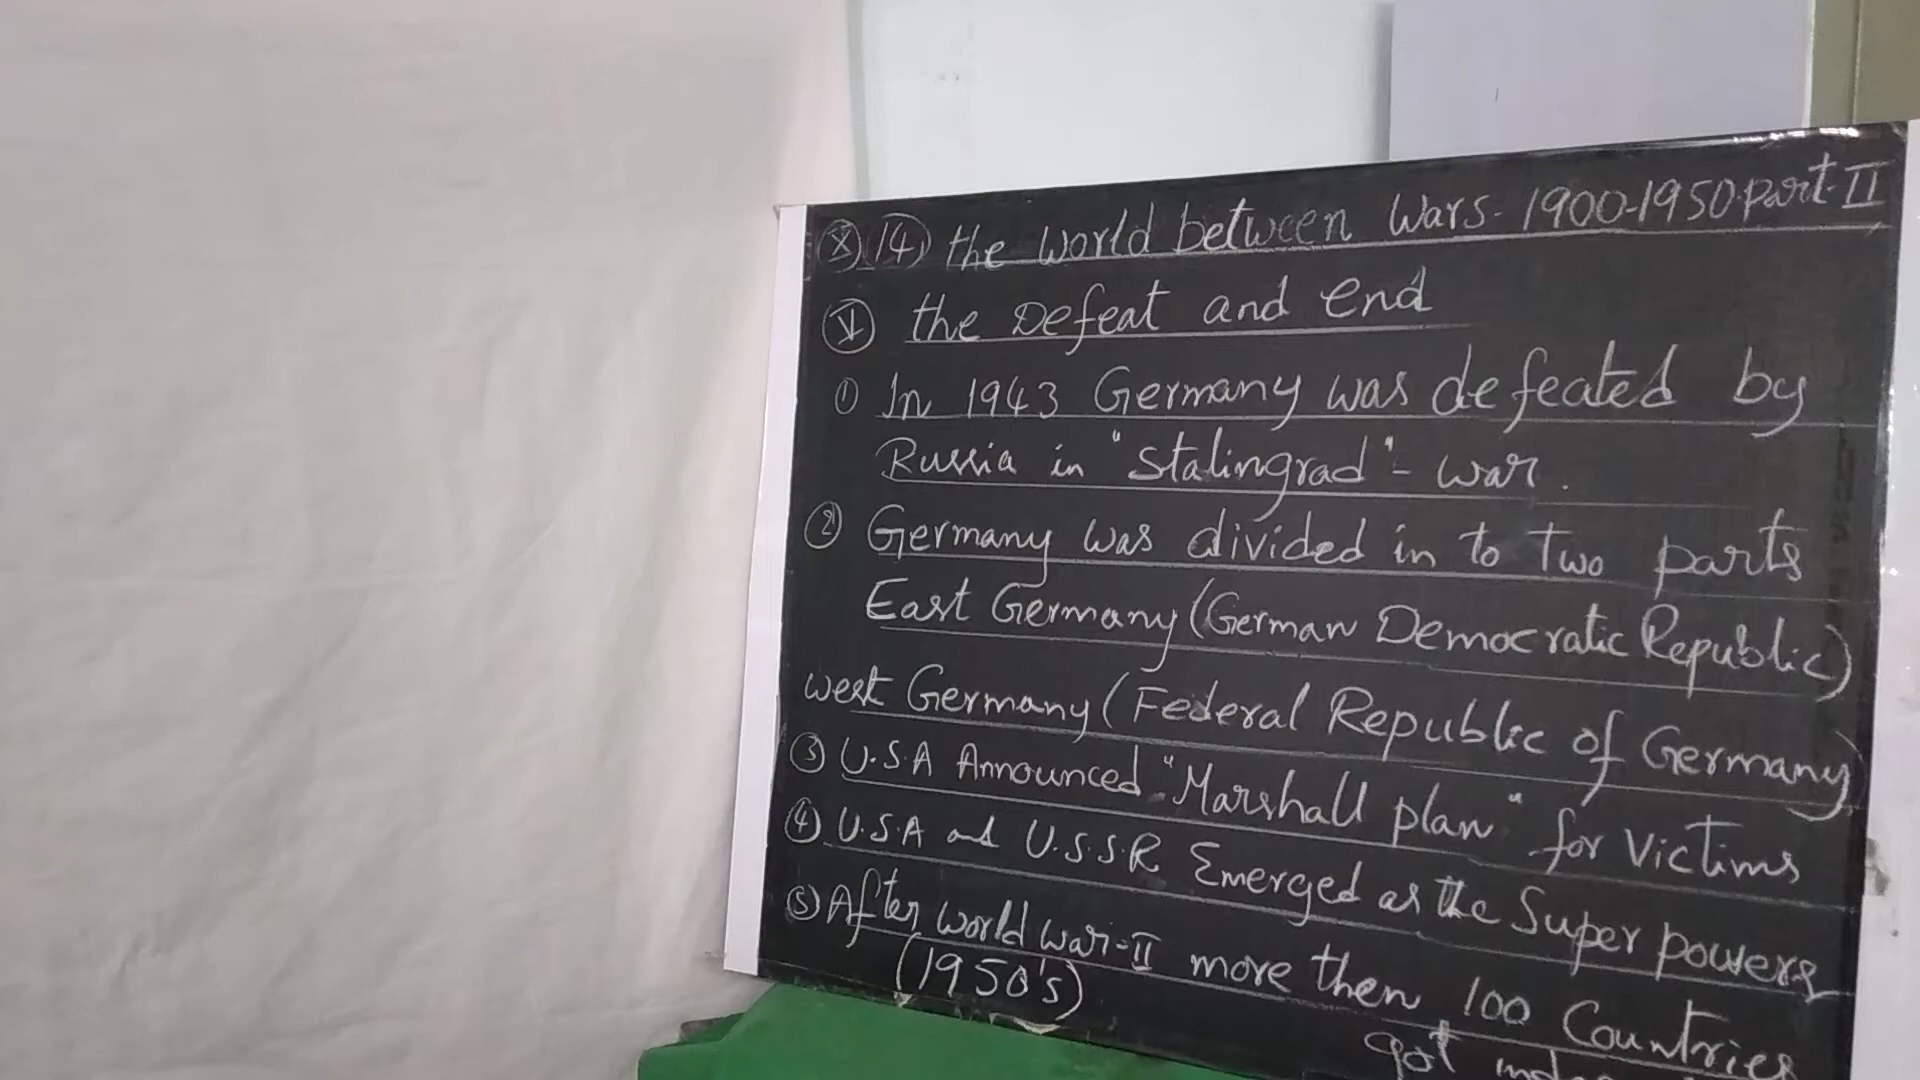 (X) 14) the World between Wars. 1900-1950.part-II
(V) the Defeat and end
① In 1943 Germany was defeated by
Russia in "Stalingrad" - war.
② Germany was divided in to Two parts
East Germany (German Democratic Republic)
west Germany (Federal Republic of Germany)
③ U.S.A Announced "Marshall plan" for Victims
④ U.S.A and U.S.S.R Emerged as the Super powers
⑤ After World War-II more then 100 Countries
(1950's) got